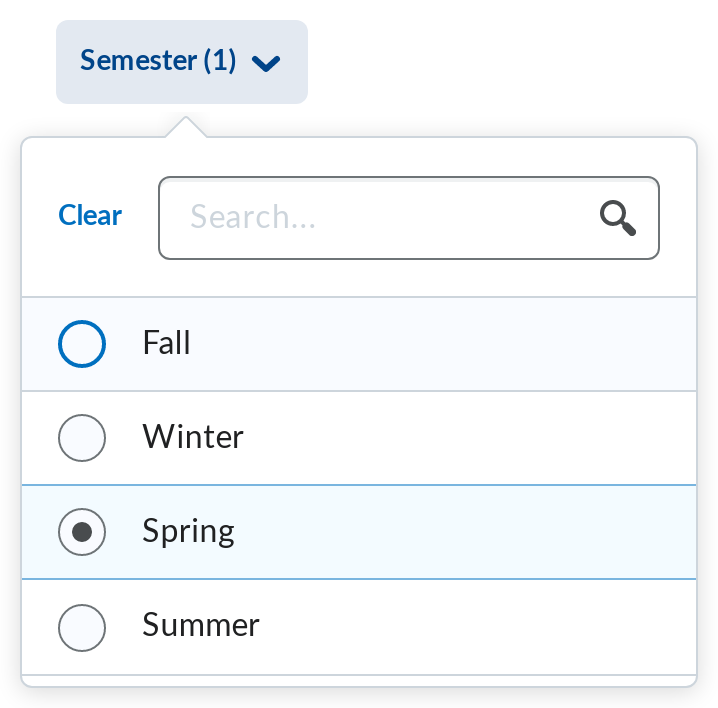 Semester (1)
Clear
Search...
Fall
Winter
Spring
Summer